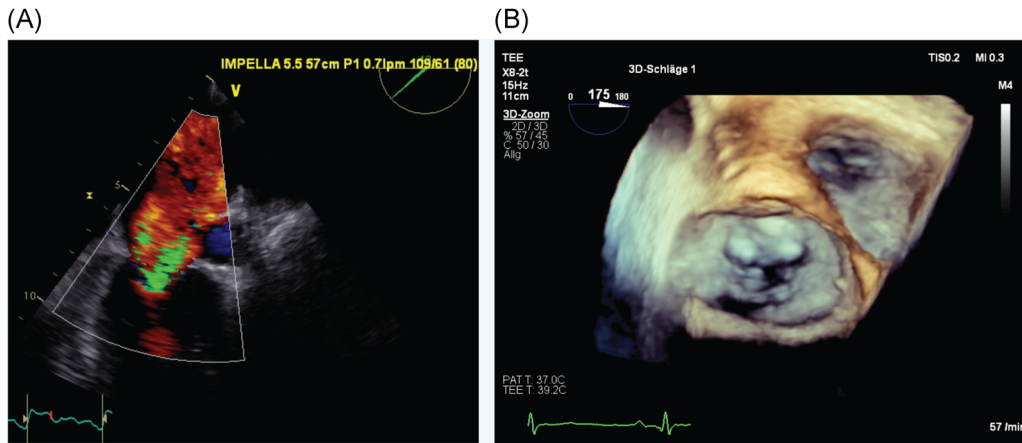 (A)
IMPELLA 5.5 57cm P1 0.7lpm 109/61 (80)
V
5
10
(B)
TEE
X8-2t
15Hz
11cm
3D-Zoom
2D / 3D
% 57 / 45
C 50 / 30
Allg
3D-Schläge 1
0 175 180
TIS0.2 MI 0.3
M4
PAT T: 37.0C
TEE T: 39.2C
57 /min